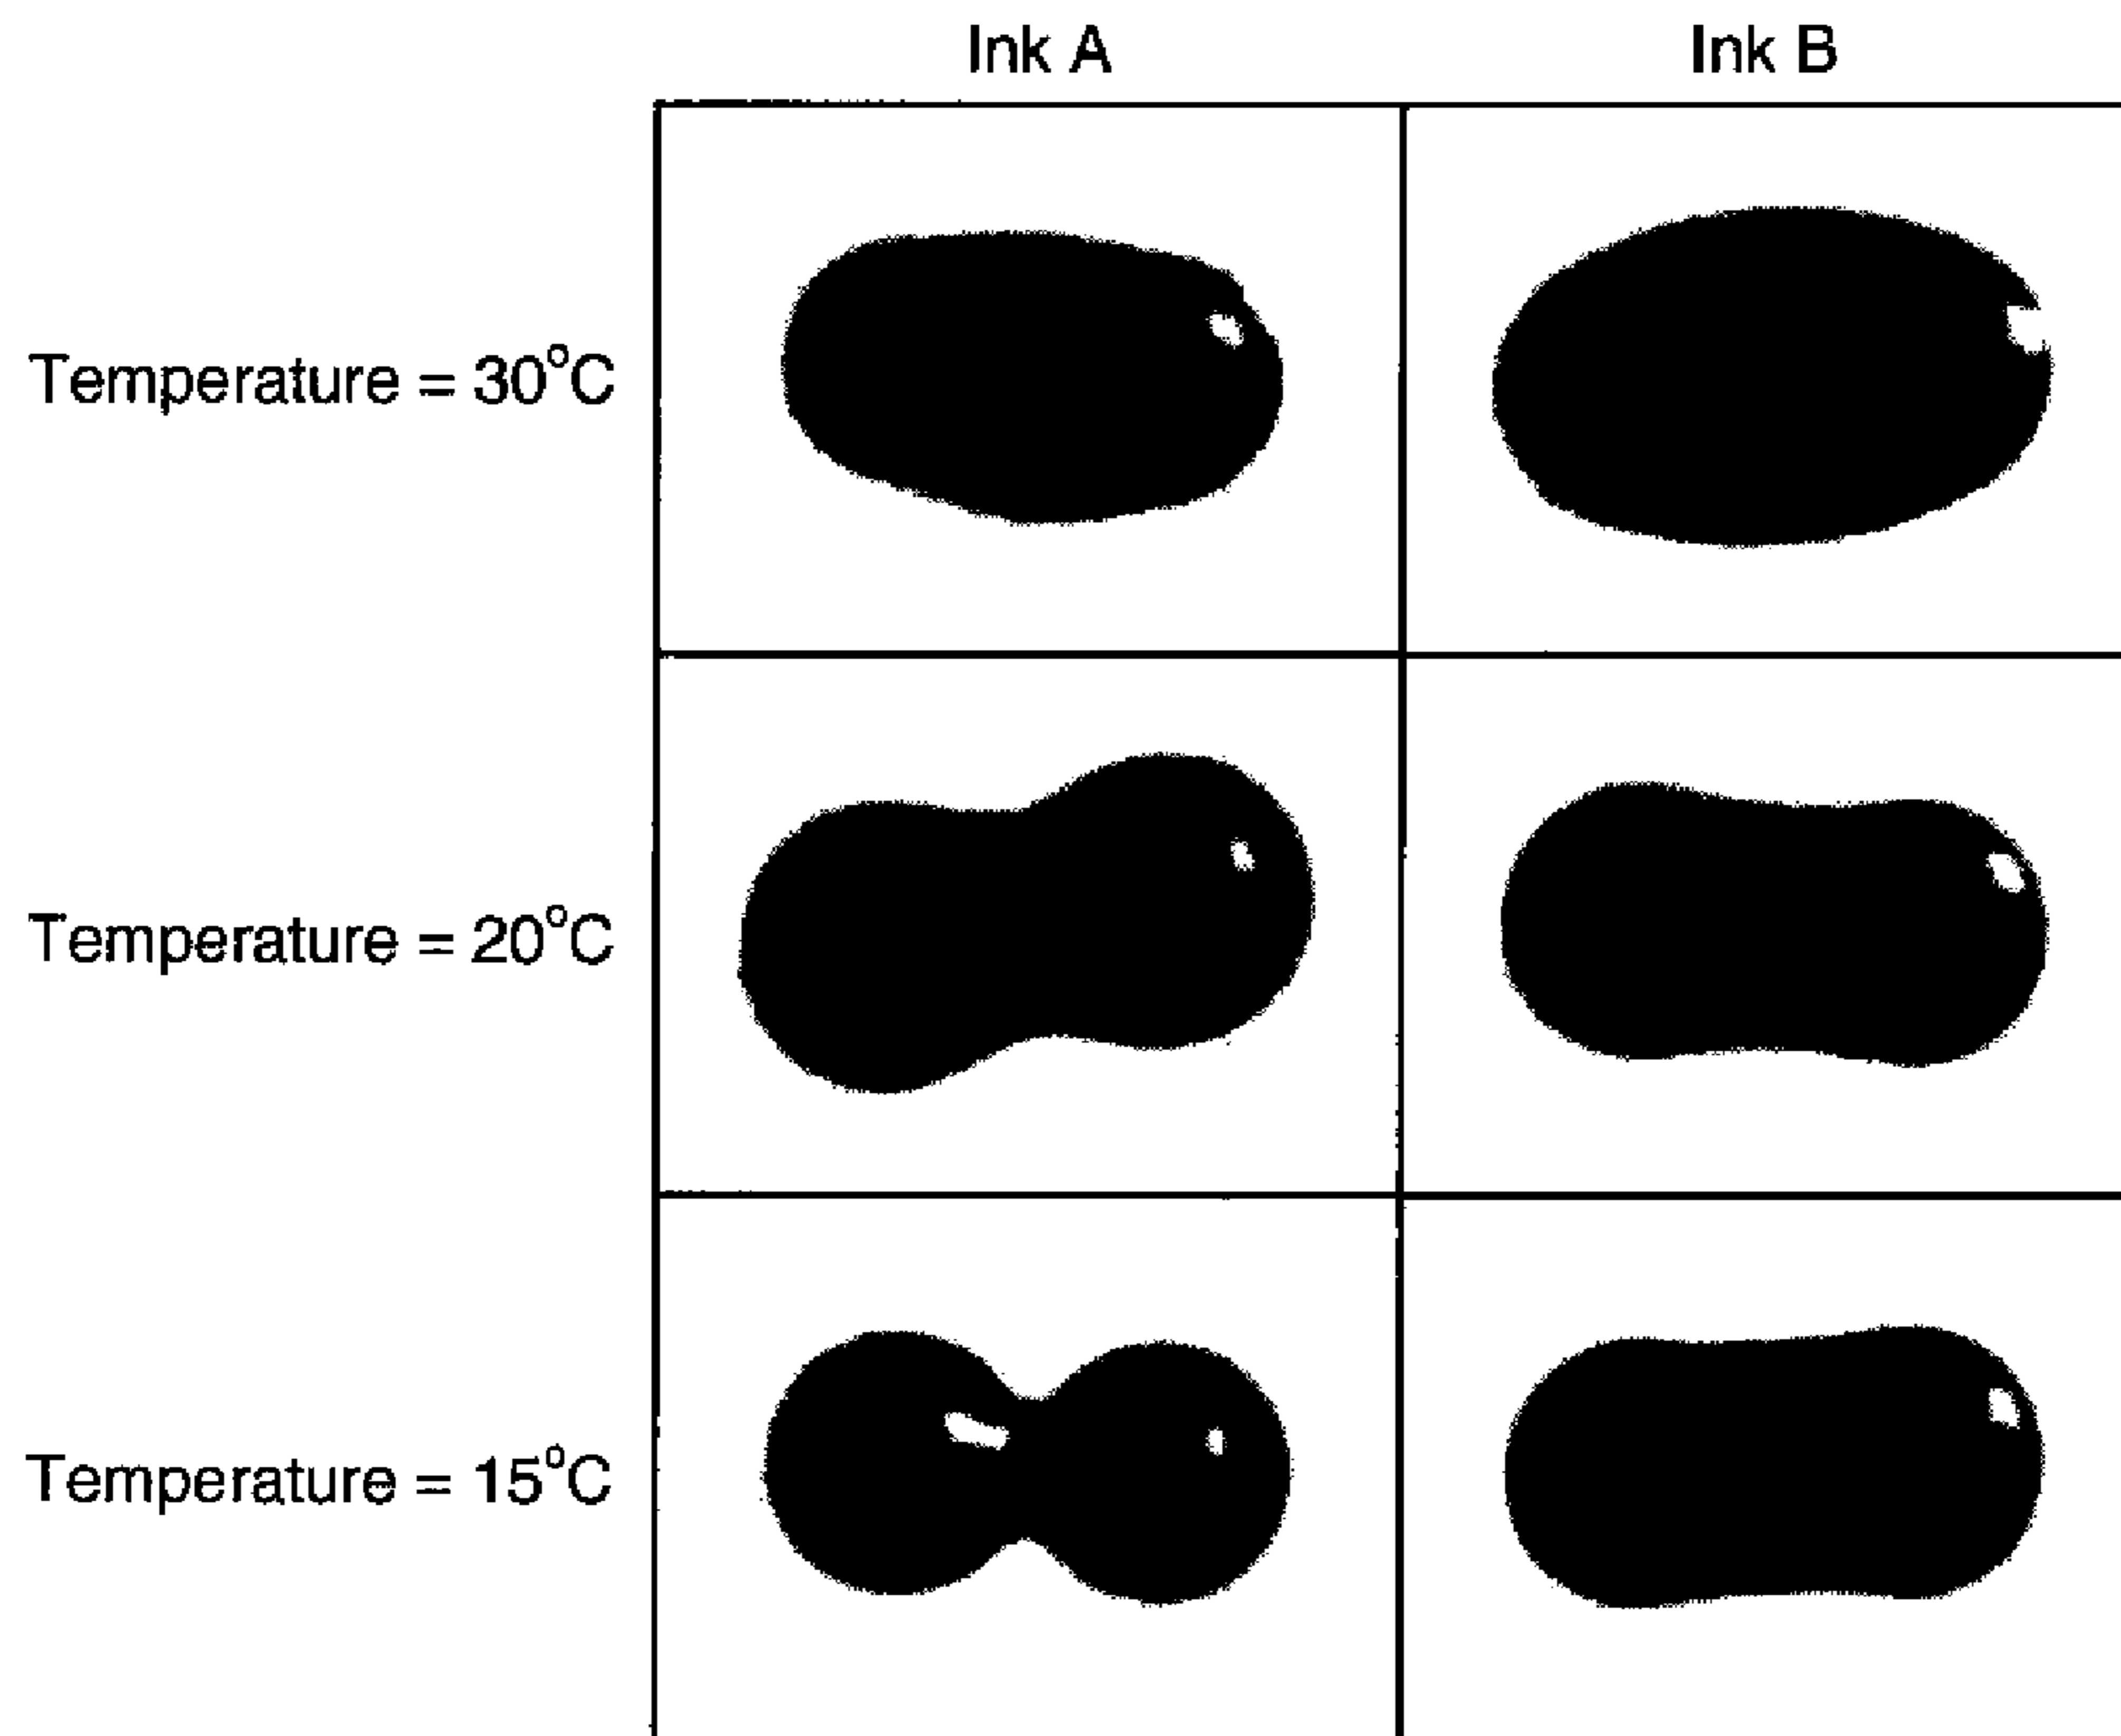 Ink A
Ink B
Temperature = 30°C
Temperature = 20°C
Temperature = 15°C